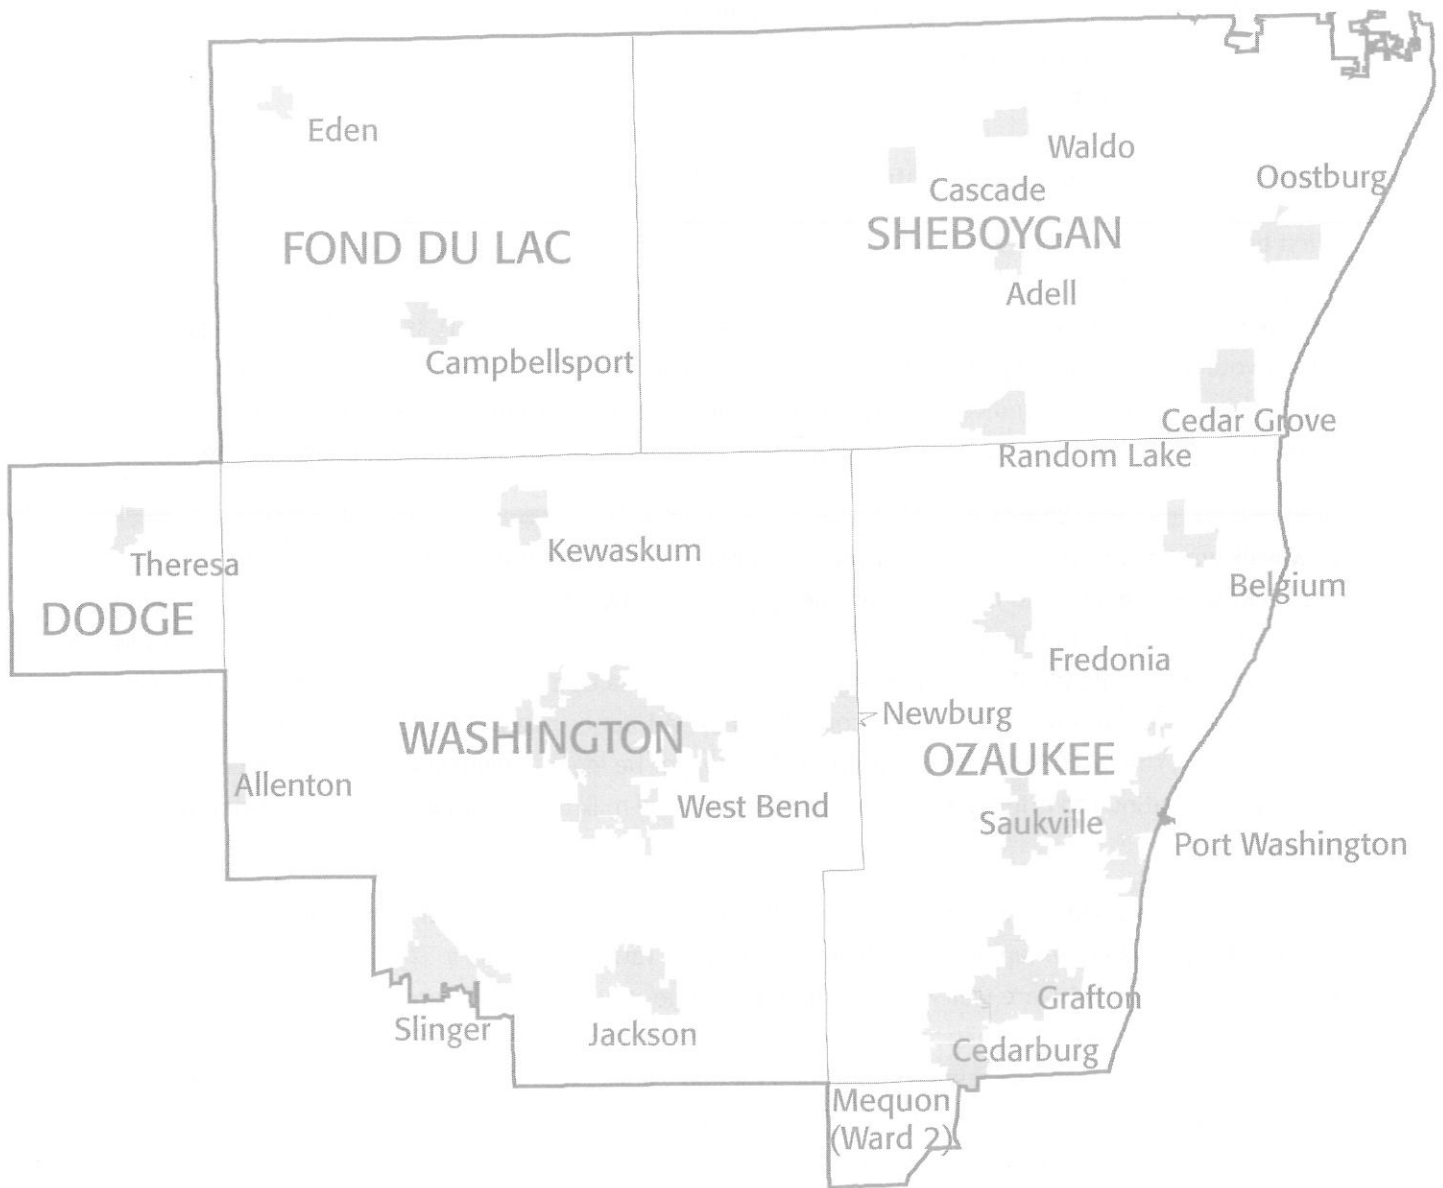 Eden
Waldo
Cascade
Oostburg
FOND DU LAC
SHEBOYGAN
Adell
Campbellsport
Cedar Grove
Random Lake
Theresa
Kewaskum
Belgium
DODGE
Fredonia
Newburg
WASHINGTON
OZAUKEE
Allenton
West Bend
Saukville
Port Washington
Grafton
Slinger
Jackson
Cedarburg
Mequon
(Ward 2)